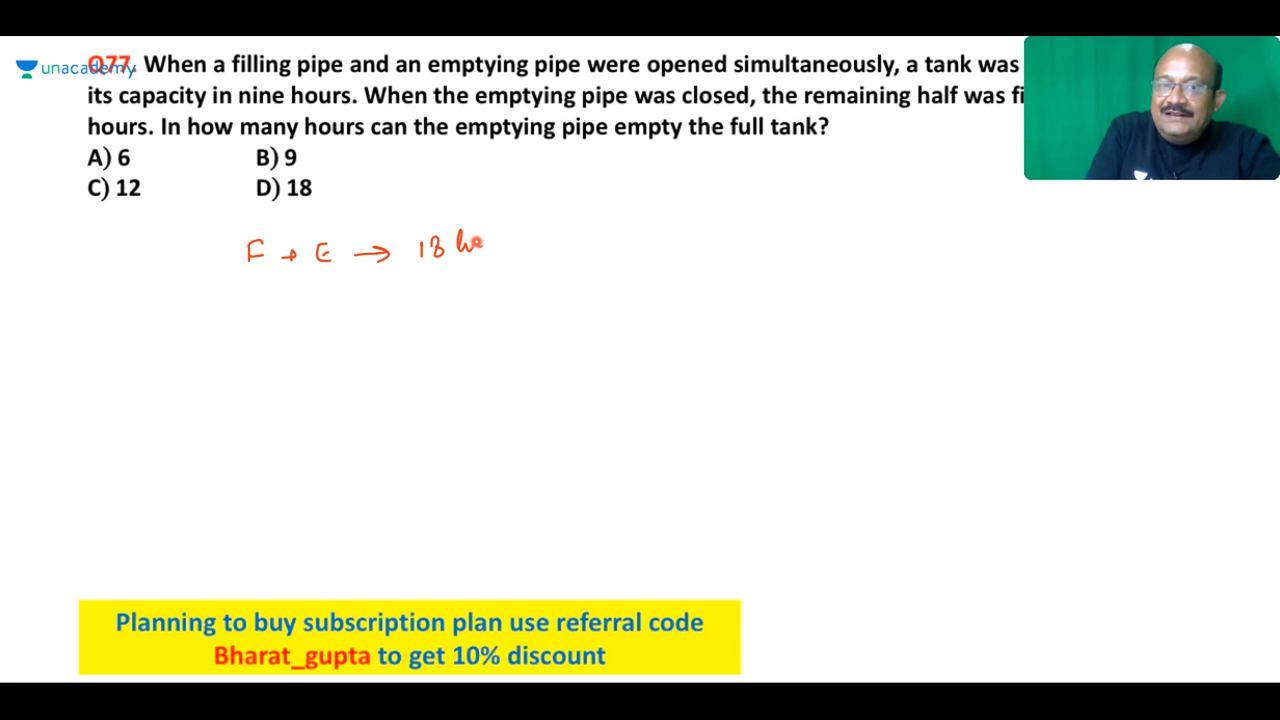 unacademy
Q77. When a filling pipe and an emptying pipe were opened simultaneously, a tank was
its capacity in nine hours. When the emptying pipe was closed, the remaining half was fi
hours. In how many hours can the emptying pipe empty the full tank?
A) 6 B) 9
C) 12 D) 18
F + E → 18
Planning to buy subscription plan use referral code
Bharat_gupta to get 10% discount